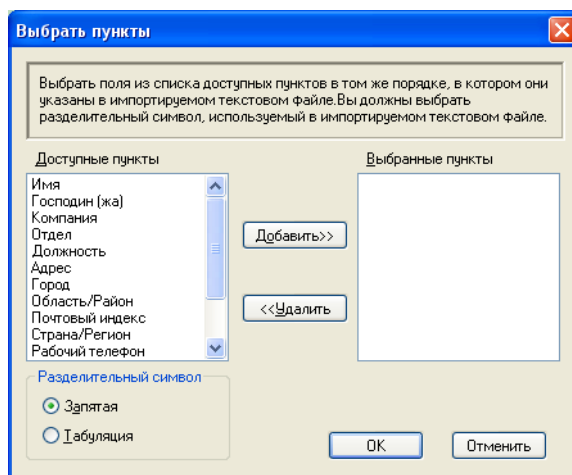 Выбрать пункты
Выбрать поля из списка доступных пунктов в том же порядке, в котором они
указаны в импортируемом текстовом файле.Вы должны выбрать
разделительный символ, используемый в импортируемом текстовом файле.
Доступные пункты
Выбранные пункты
Имя
Господин (жа)
Компания
Отдел
Должность
Адрес
Город
Область/Район
Почтовый индекс
Страна/Регион
Рабочий телефон
Добавить>>
<<Удалить
Разделительный символ
Запятая
Табуляция
OK
Отменить